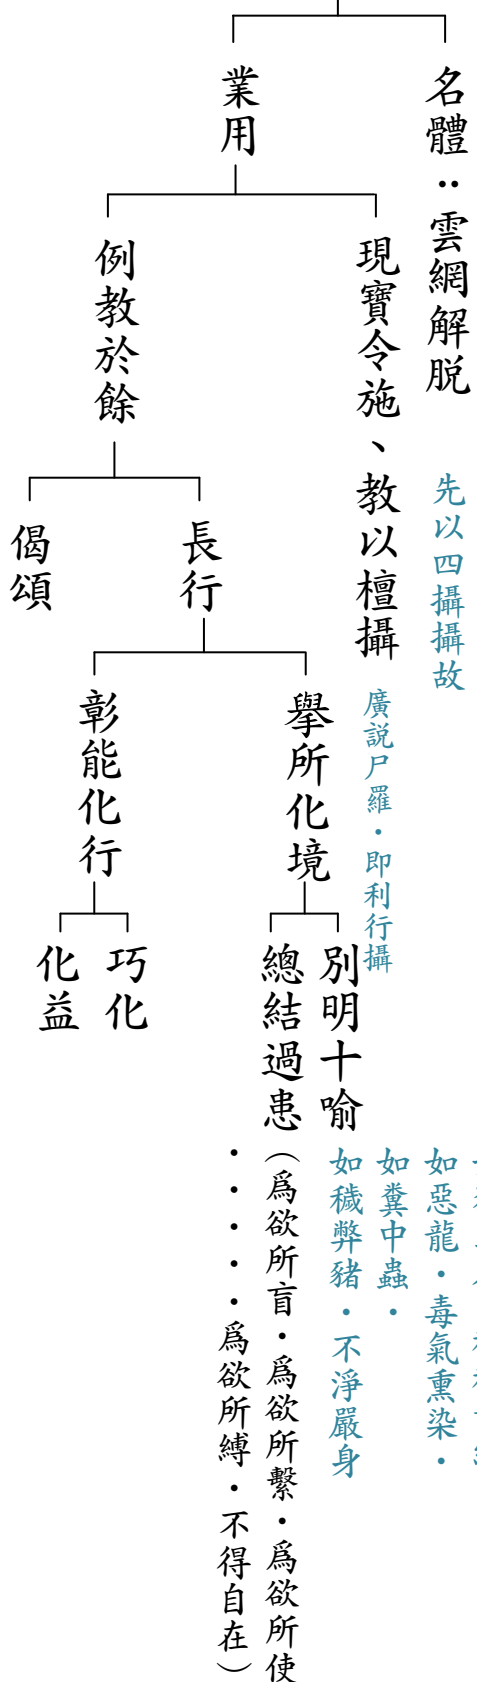 名體：雲網解脫
先以四攝攝故
業用
現寶令施、教以檀攝
廣說尸羅・即利行攝
例教於餘
長行
偈頌
舉所化境
彰能化行
別明十喻
如惡龍・毒氣熏染・
如糞中蟲・
如穢弊豬・不淨嚴身
總結過患
（爲欲所盲・爲欲所繫・爲欲所使
・・・・・爲欲所縛・不得自在）
巧化
化益